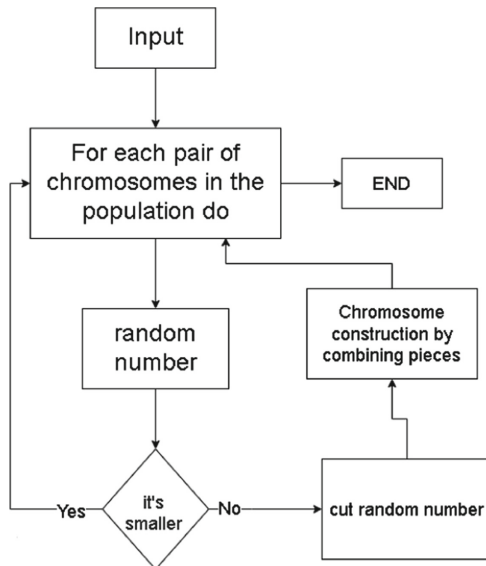 Input
For each pair of
chromosomes in the
population do
END
random
number
Chromosome
construction by
combining pieces
it's
smaller
Yes
No
cut random number